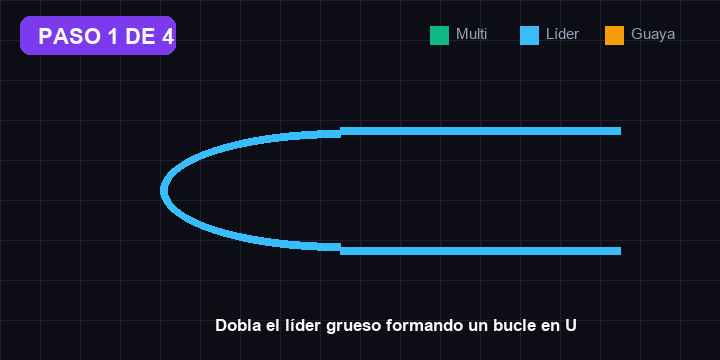 PASO 1 DE 4
Multi Líder Guaya
Dobla el líder grueso formando un bucle en U